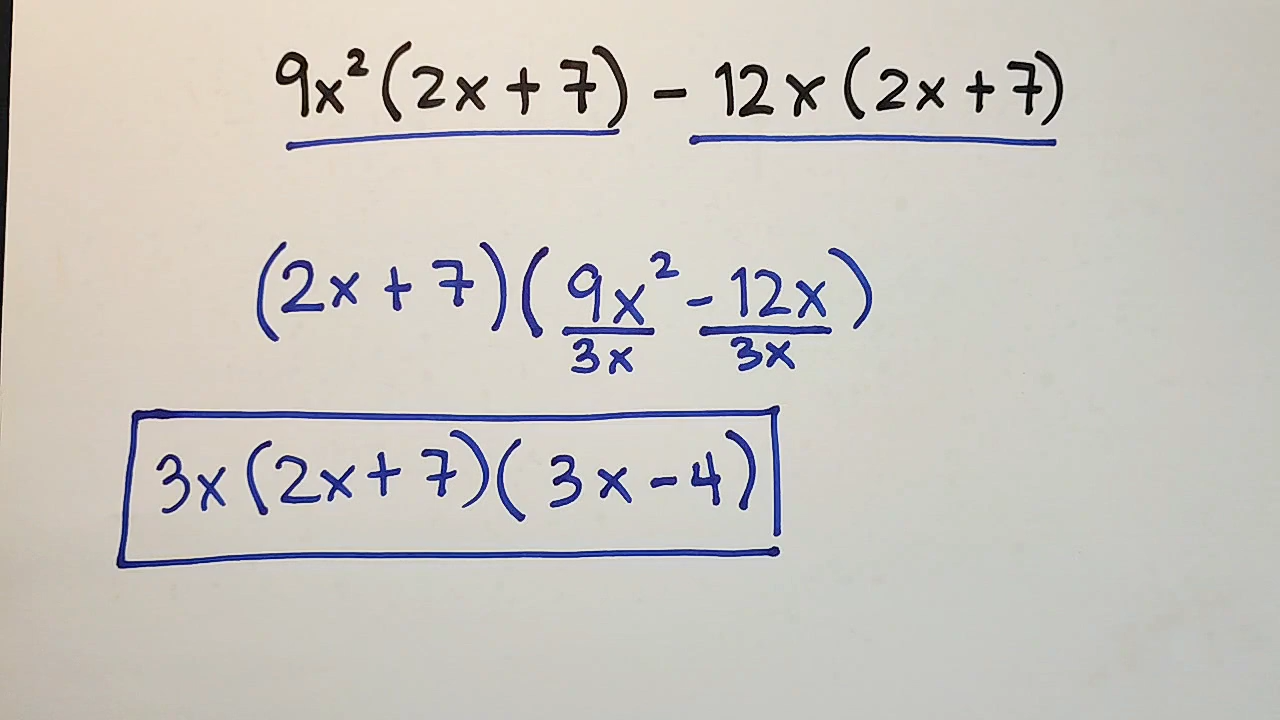 9x²(2x+7) - 12x(2x+7)
(2x+7)(9x²/3x - 12x/3x)
3x(2x+7)(3x-4)